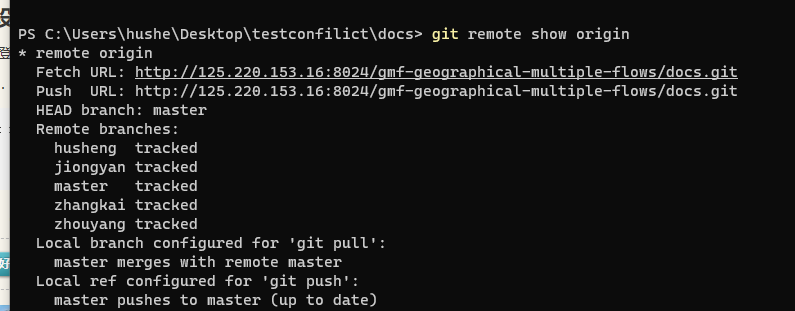 PS C:\Users\hushe\Desktop\testconfilict\docs> git remote show origin
* remote origin
  Fetch URL: http://125.220.153.16:8024/gmf-geographical-multiple-flows/docs.git
  Push  URL: http://125.220.153.16:8024/gmf-geographical-multiple-flows/docs.git
  HEAD branch: master
  Remote branches:
    husheng  tracked
    jiongyan tracked
    master   tracked
    zhangkai tracked
    zhouyang tracked
  Local branch configured for 'git pull':
    master merges with remote master
  Local ref configured for 'git push':
    master pushes to master (up to date)